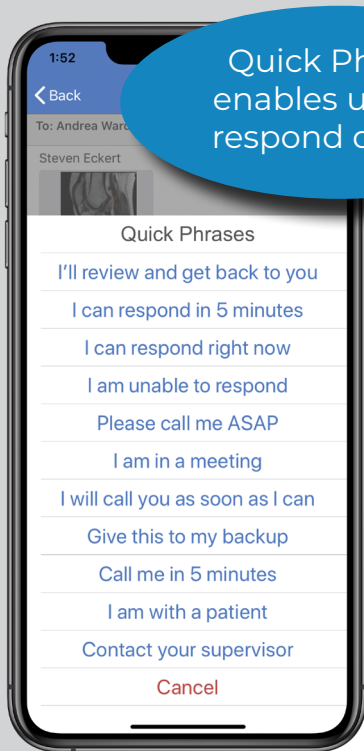 1:52
Back
To: Andrea
Steven Eckert
Quick
enables
respond
Quick Phrases
I'll review and get back to you
I can respond in 5 minutes
I can respond right now
I am unable to respond
Please call me ASAP
I am in a meeting
I will call you as soon as I can
Give this to my backup
Call me in 5 minutes
I am with a patient
Contact your supervisor
Cancel